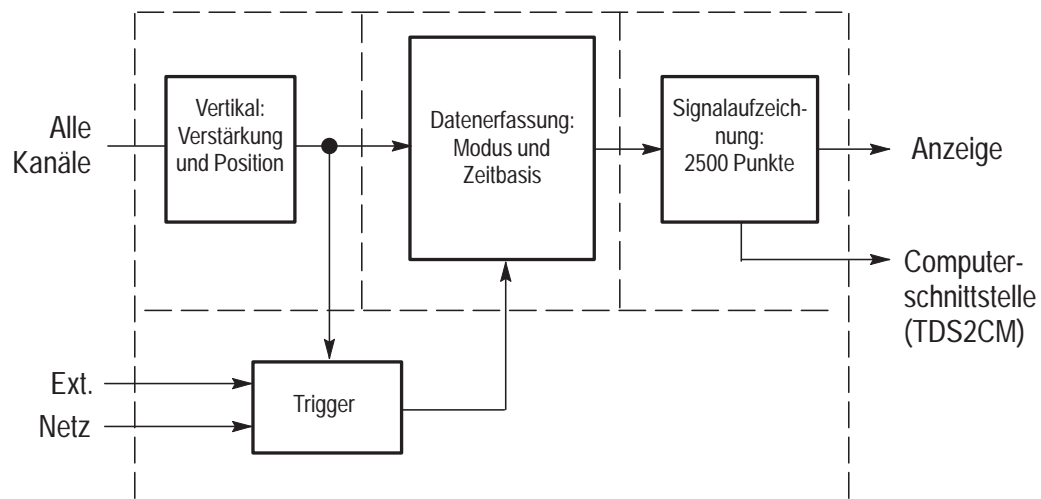 Alle
Kanäle
Vertikal:
Verstärkung
und Position
Datenerfassung:
Modus und
Zeitbasis
Signalaufzeich-
nung:
2500 Punkte
Anzeige
Computer-
schnittstelle
(TDS2CM)
Ext.
Netz
Trigger